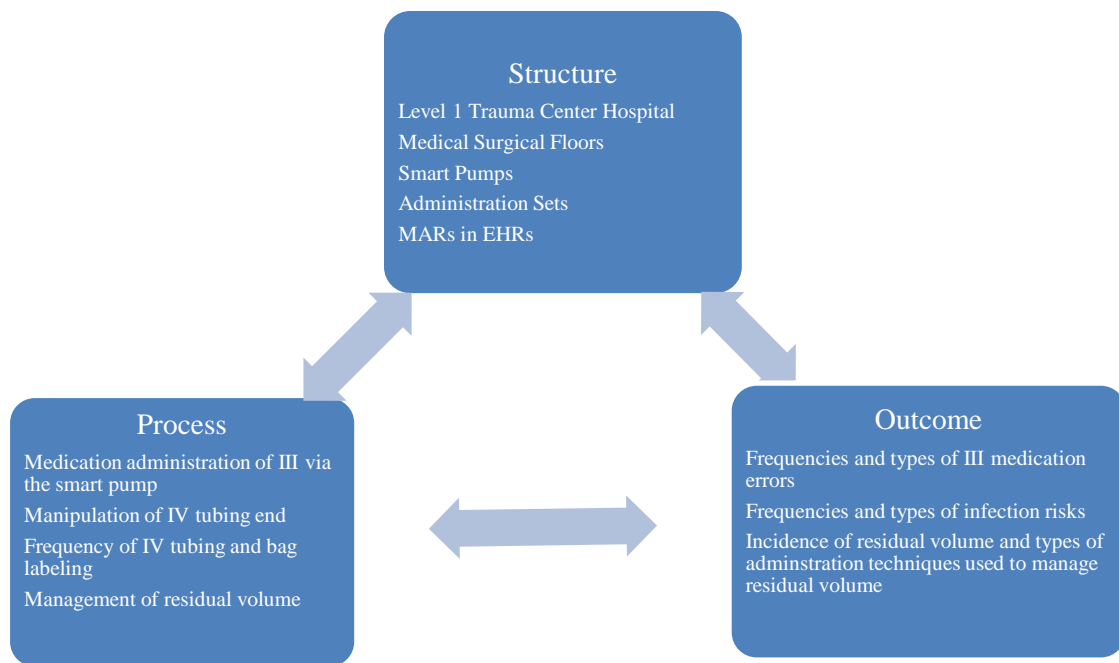 Structure
Level 1 Trauma Center Hospital
Medical Surgical Floors
Smart Pumps
Administration Sets
MARs in EHRs
Process
Medication administration of III via
the smart pump
Manipulation of IV tubing end
Frequency of IV tubing and bag
labeling
Management of residual volume
Outcome
Frequencies and types of III medication
errors
Frequencies and types of infection risks
Incidence of residual volume and types of
adminstration techniques used to manage
residual volume